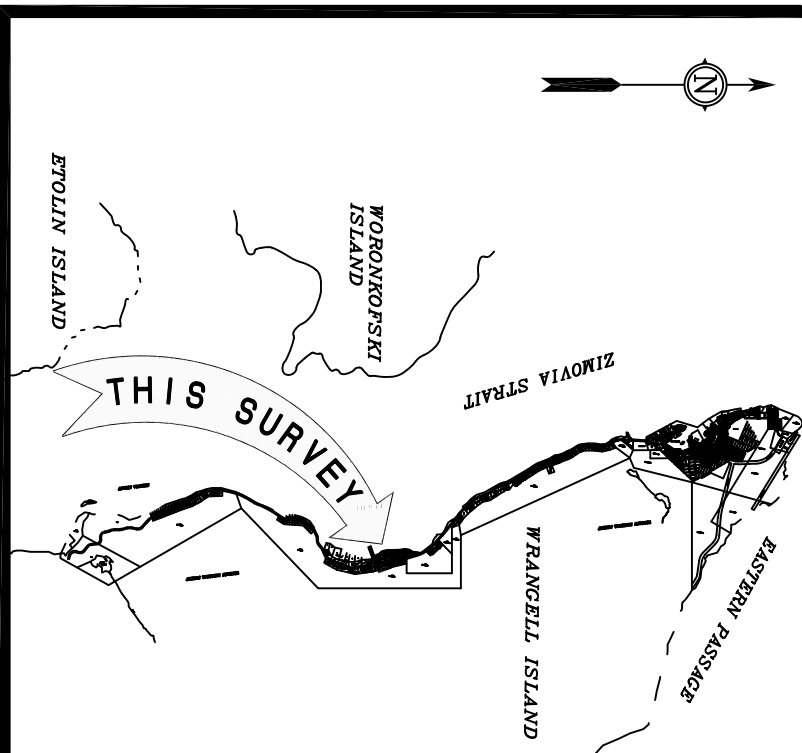 N
ETOLIN ISLAND
WORONKOFSKI
ISLAND
ZIMOVIA STRAIT
THIS SURVEY
WRANGELL ISLAND
EASTERN PASSAGE